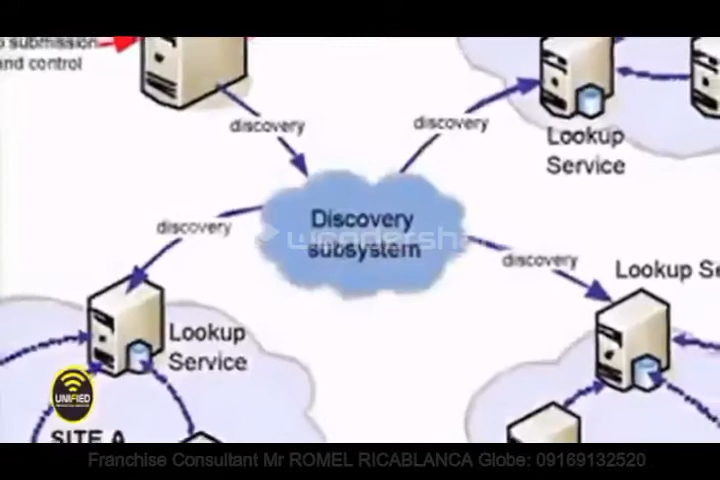 submission
and control
discovery
discovery
Lookup
Service
Discovery
subsystem
wondersha
discovery
discovery
Lookup
Lookup
Service
UNIFIED
SITE A
Franchise Consultant Mr ROMEL RICABLANCA Globe: 09169132520